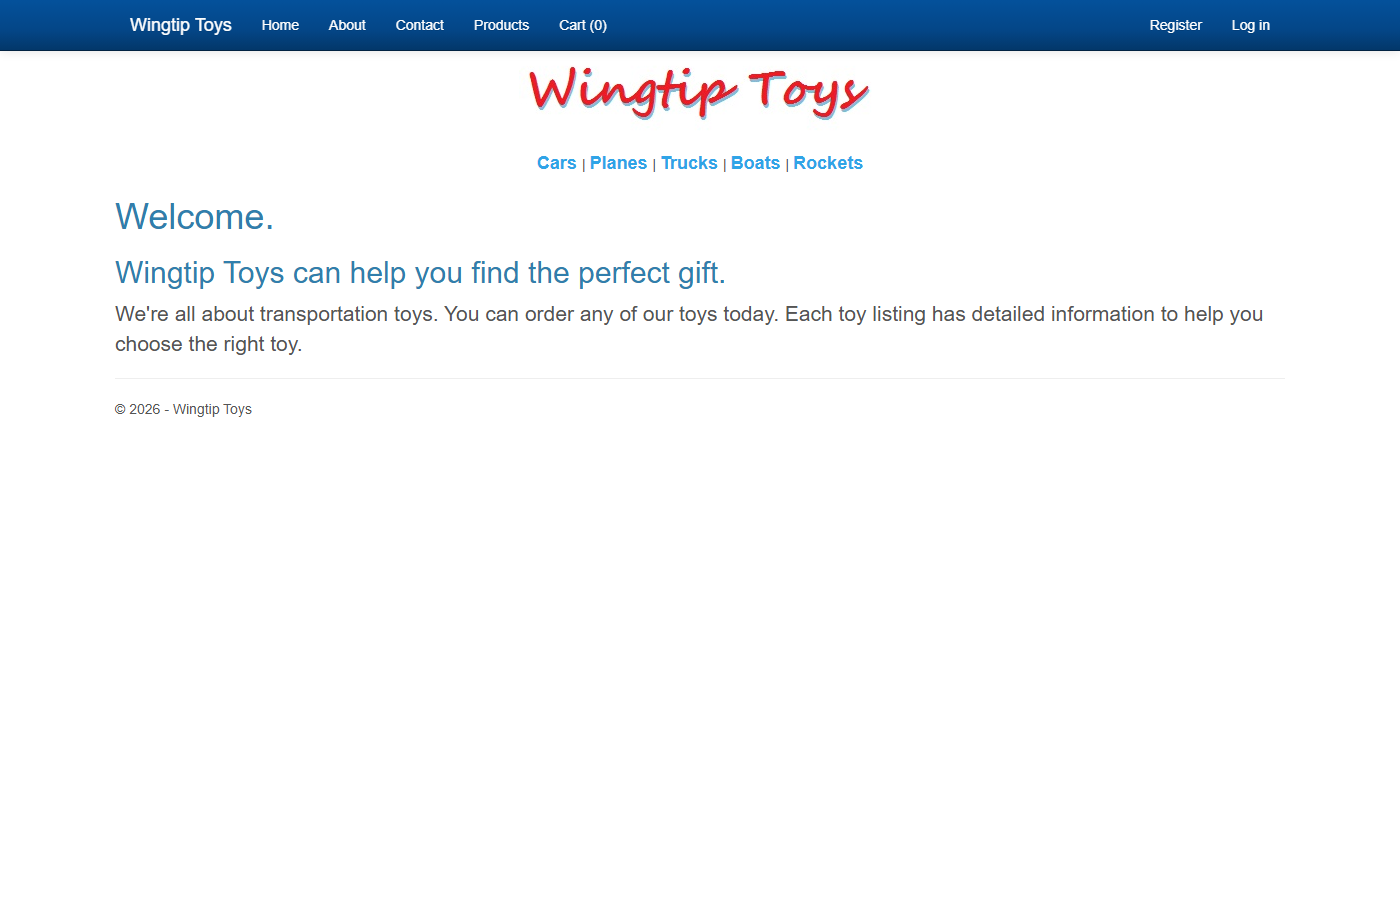 Wingtip Toys Home About Contact Products Cart (0) Register Log in
Wingtip Toys
Cars | Planes | Trucks | Boats | Rockets
Welcome.
Wingtip Toys can help you find the perfect gift.
We're all about transportation toys. You can order any of our toys today. Each toy listing has detailed information to help you
choose the right toy.
© 2026 - Wingtip Toys